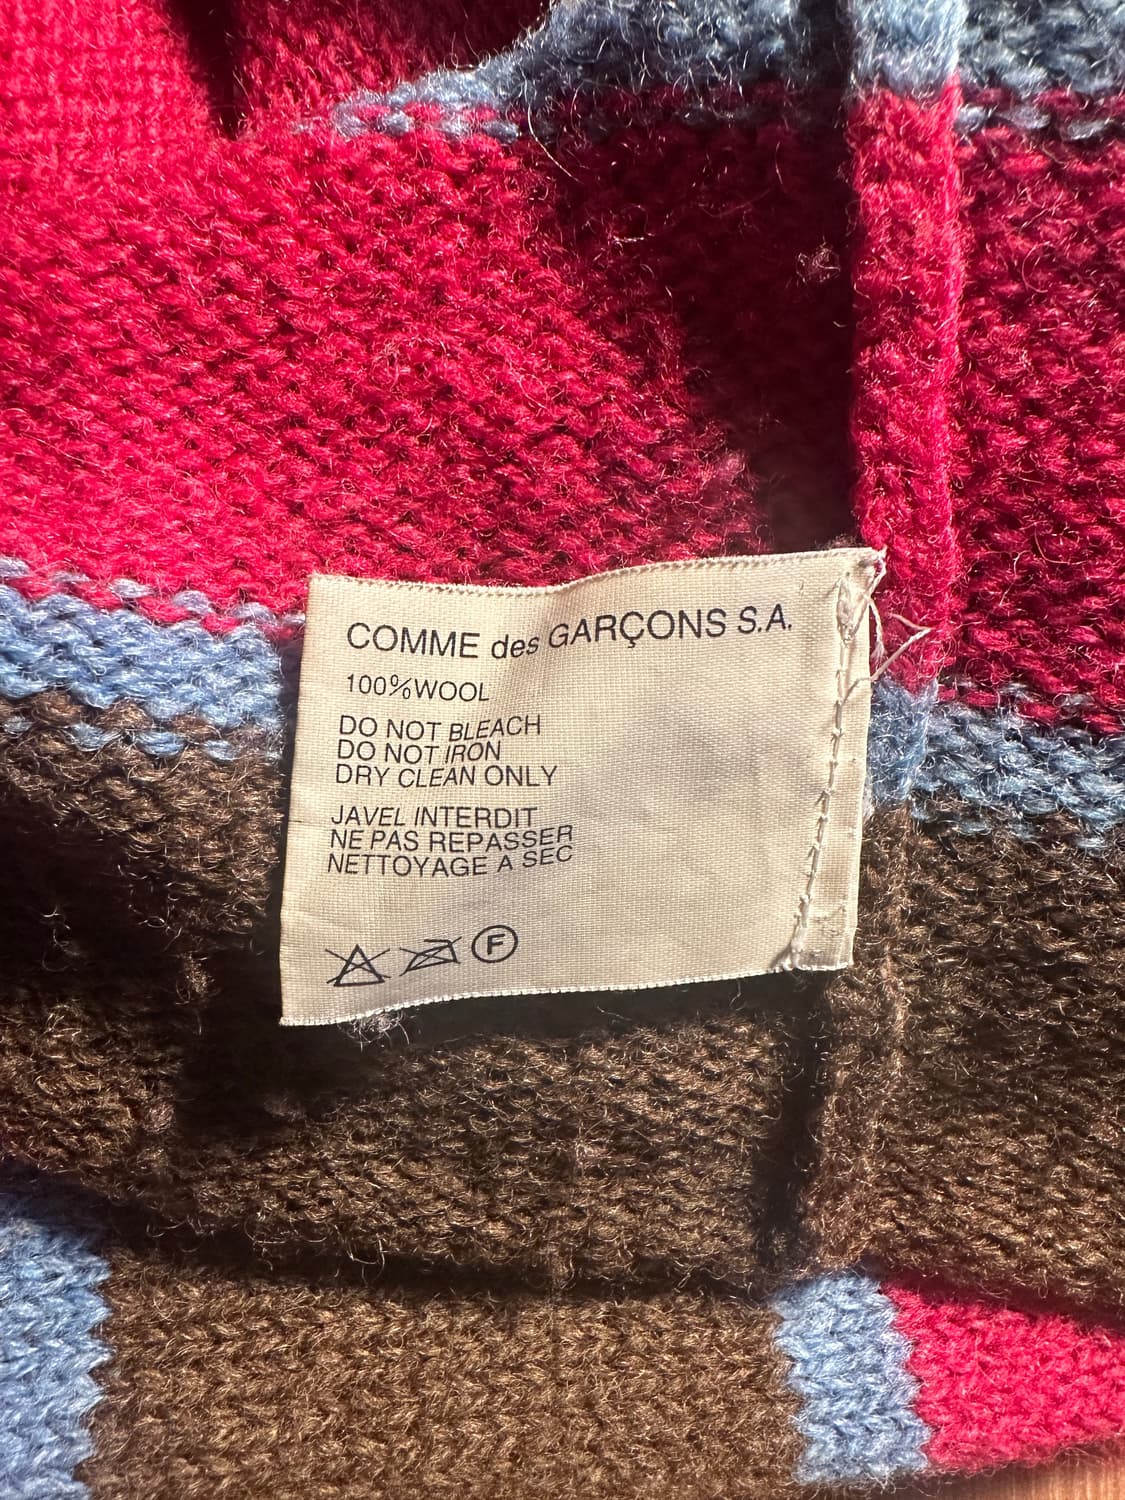 COMME des GARÇONS S.A.
100%WOOL
DO NOT BLEACH
DO NOT IRON
DRY CLEAN ONLY
JAVEL INTERDIT
NE PAS REPASSER
NETTOYAGE A SEC
F